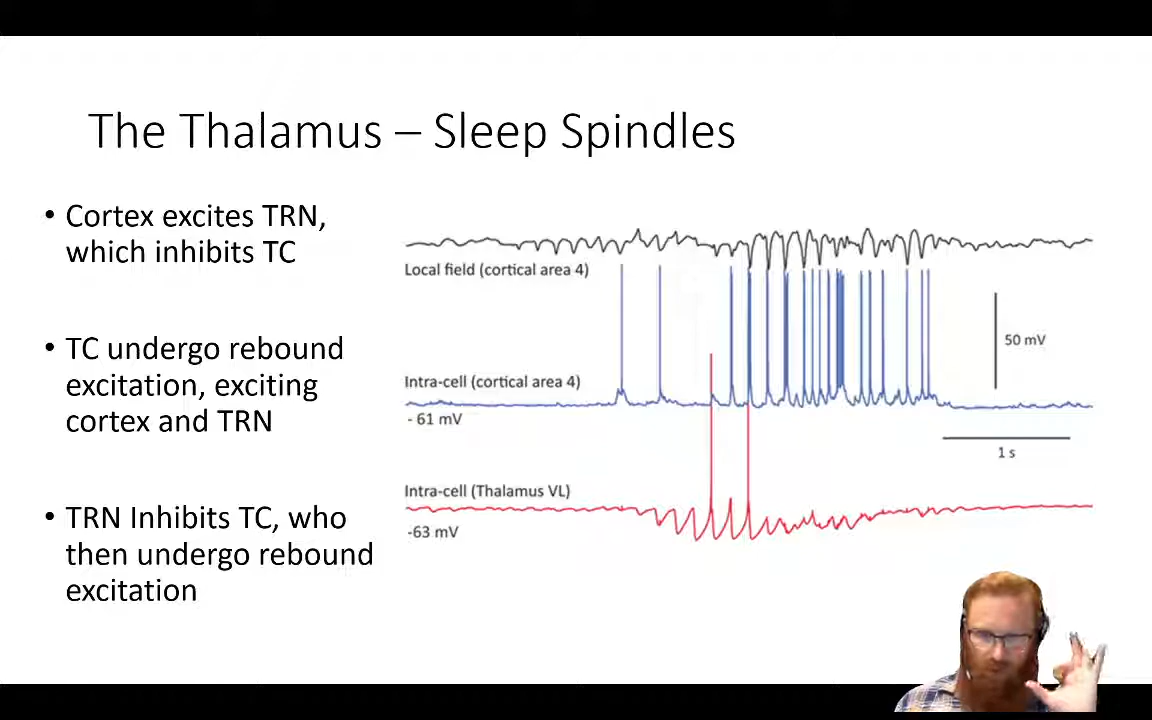 The Thalamus – Sleep Spindles
• Cortex excites TRN,
which inhibits TC
• TC undergo rebound
excitation, exciting
cortex and TRN
• TRN Inhibits TC, who
then undergo rebound
excitation
Local field (cortical area 4)
50 mV
Intra-cell (cortical area 4)
- 61 mV
1 s
Intra-cell (Thalamus VL)
-63 mV